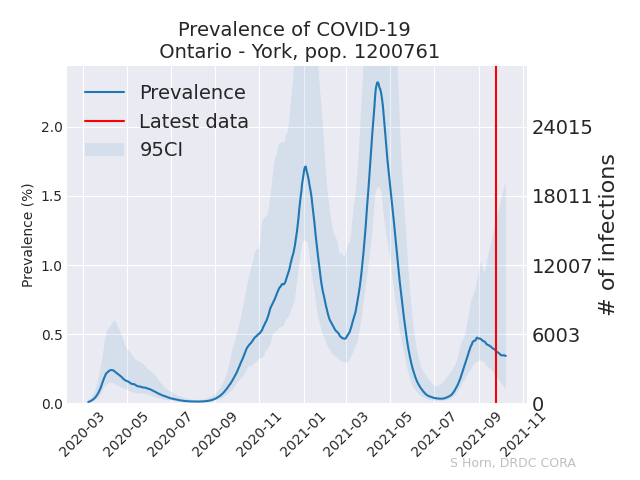 Prevalence of COVID-19
Ontario - York, pop. 1200761
Prevalence
Latest data
95CI
Prevalence (%)
2.0
1.5
1.0
0.5
0.0
24015
18011
12007
6003
0
# of infections
2020-03
2020-05
2020-07
2020-09
2020-11
2021-01
2021-03
2021-05
2021-07
2021-09
2021-11
S Horn, DRDC CORA